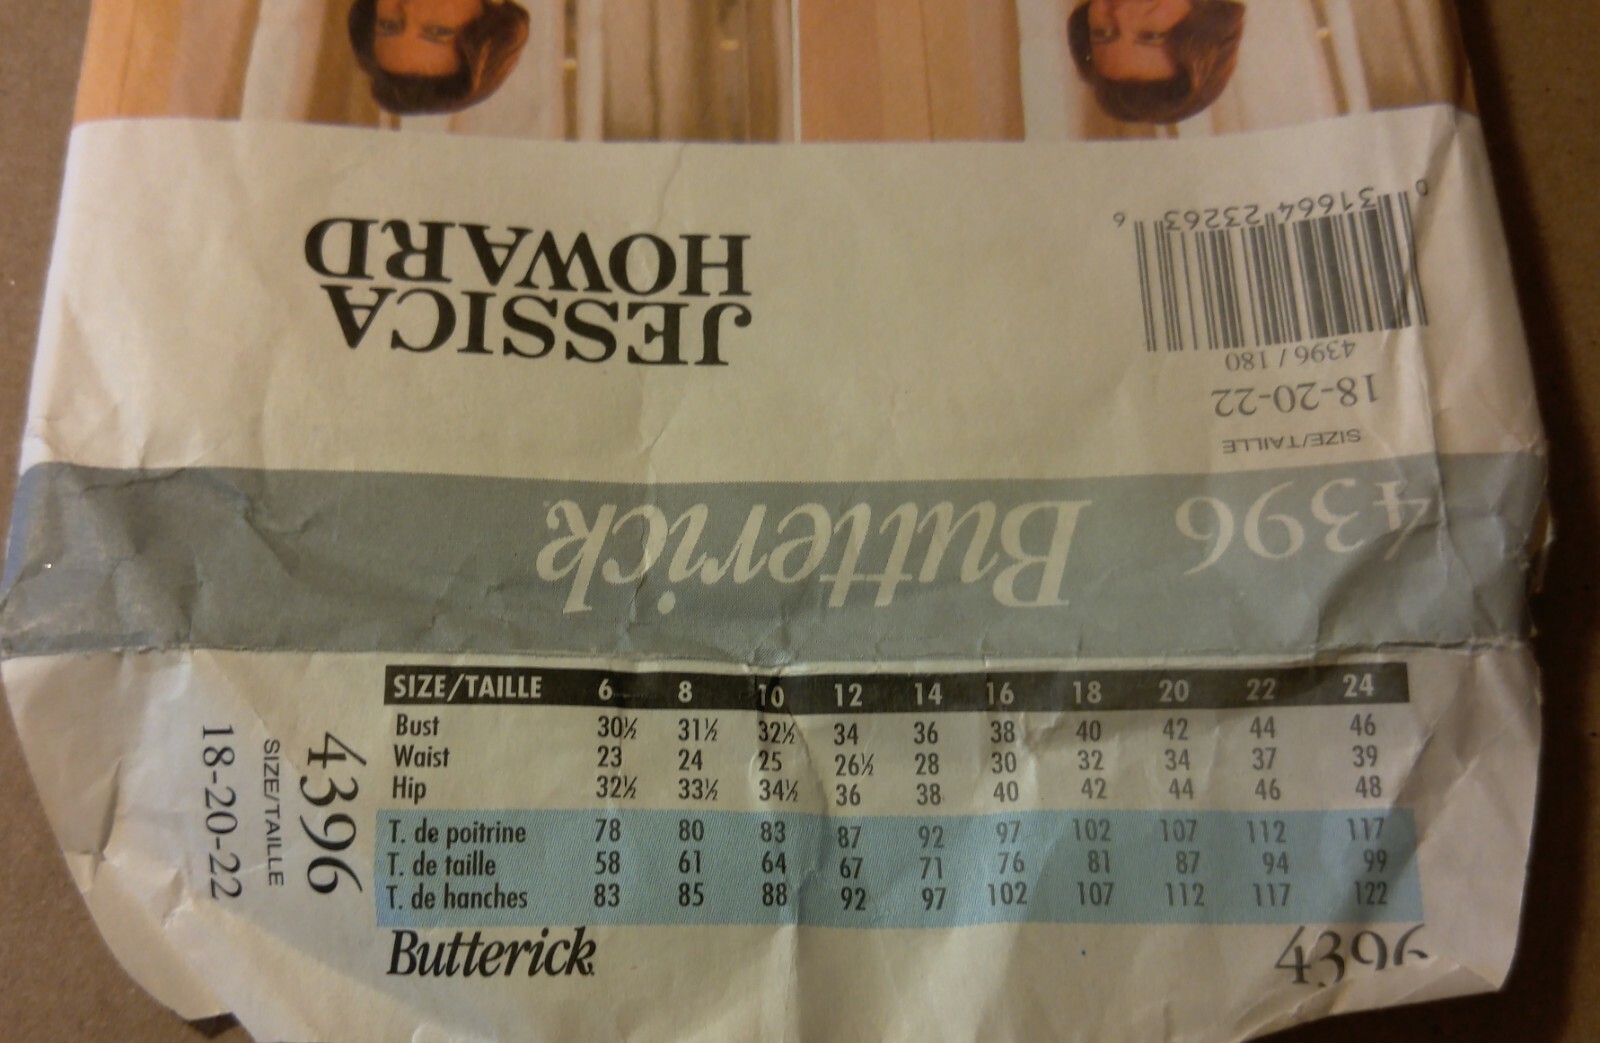 JESSICA
HOWARD
0 31664 23263 6
4396 / 180
18-20-22
SIZE/TAILLE
4396 Butterick
SIZE/TAILLE 6 8 10 12 14 16 18 20 22 24
Bust 30½ 31½ 32½ 34 36 38 40 42 44 46
Waist 23 24 25 26½ 28 30 32 34 37 39
Hip 32½ 33½ 34½ 36 38 40 42 44 46 48
T. de poitrine 78 80 83 87 92 97 102 107 112 117
T. de taille 58 61 64 67 71 76 81 87 94 99
T. de hanches 83 85 88 92 97 102 107 112 117 122
Butterick 4396
4396
SIZE/TAILLE
18-20-22